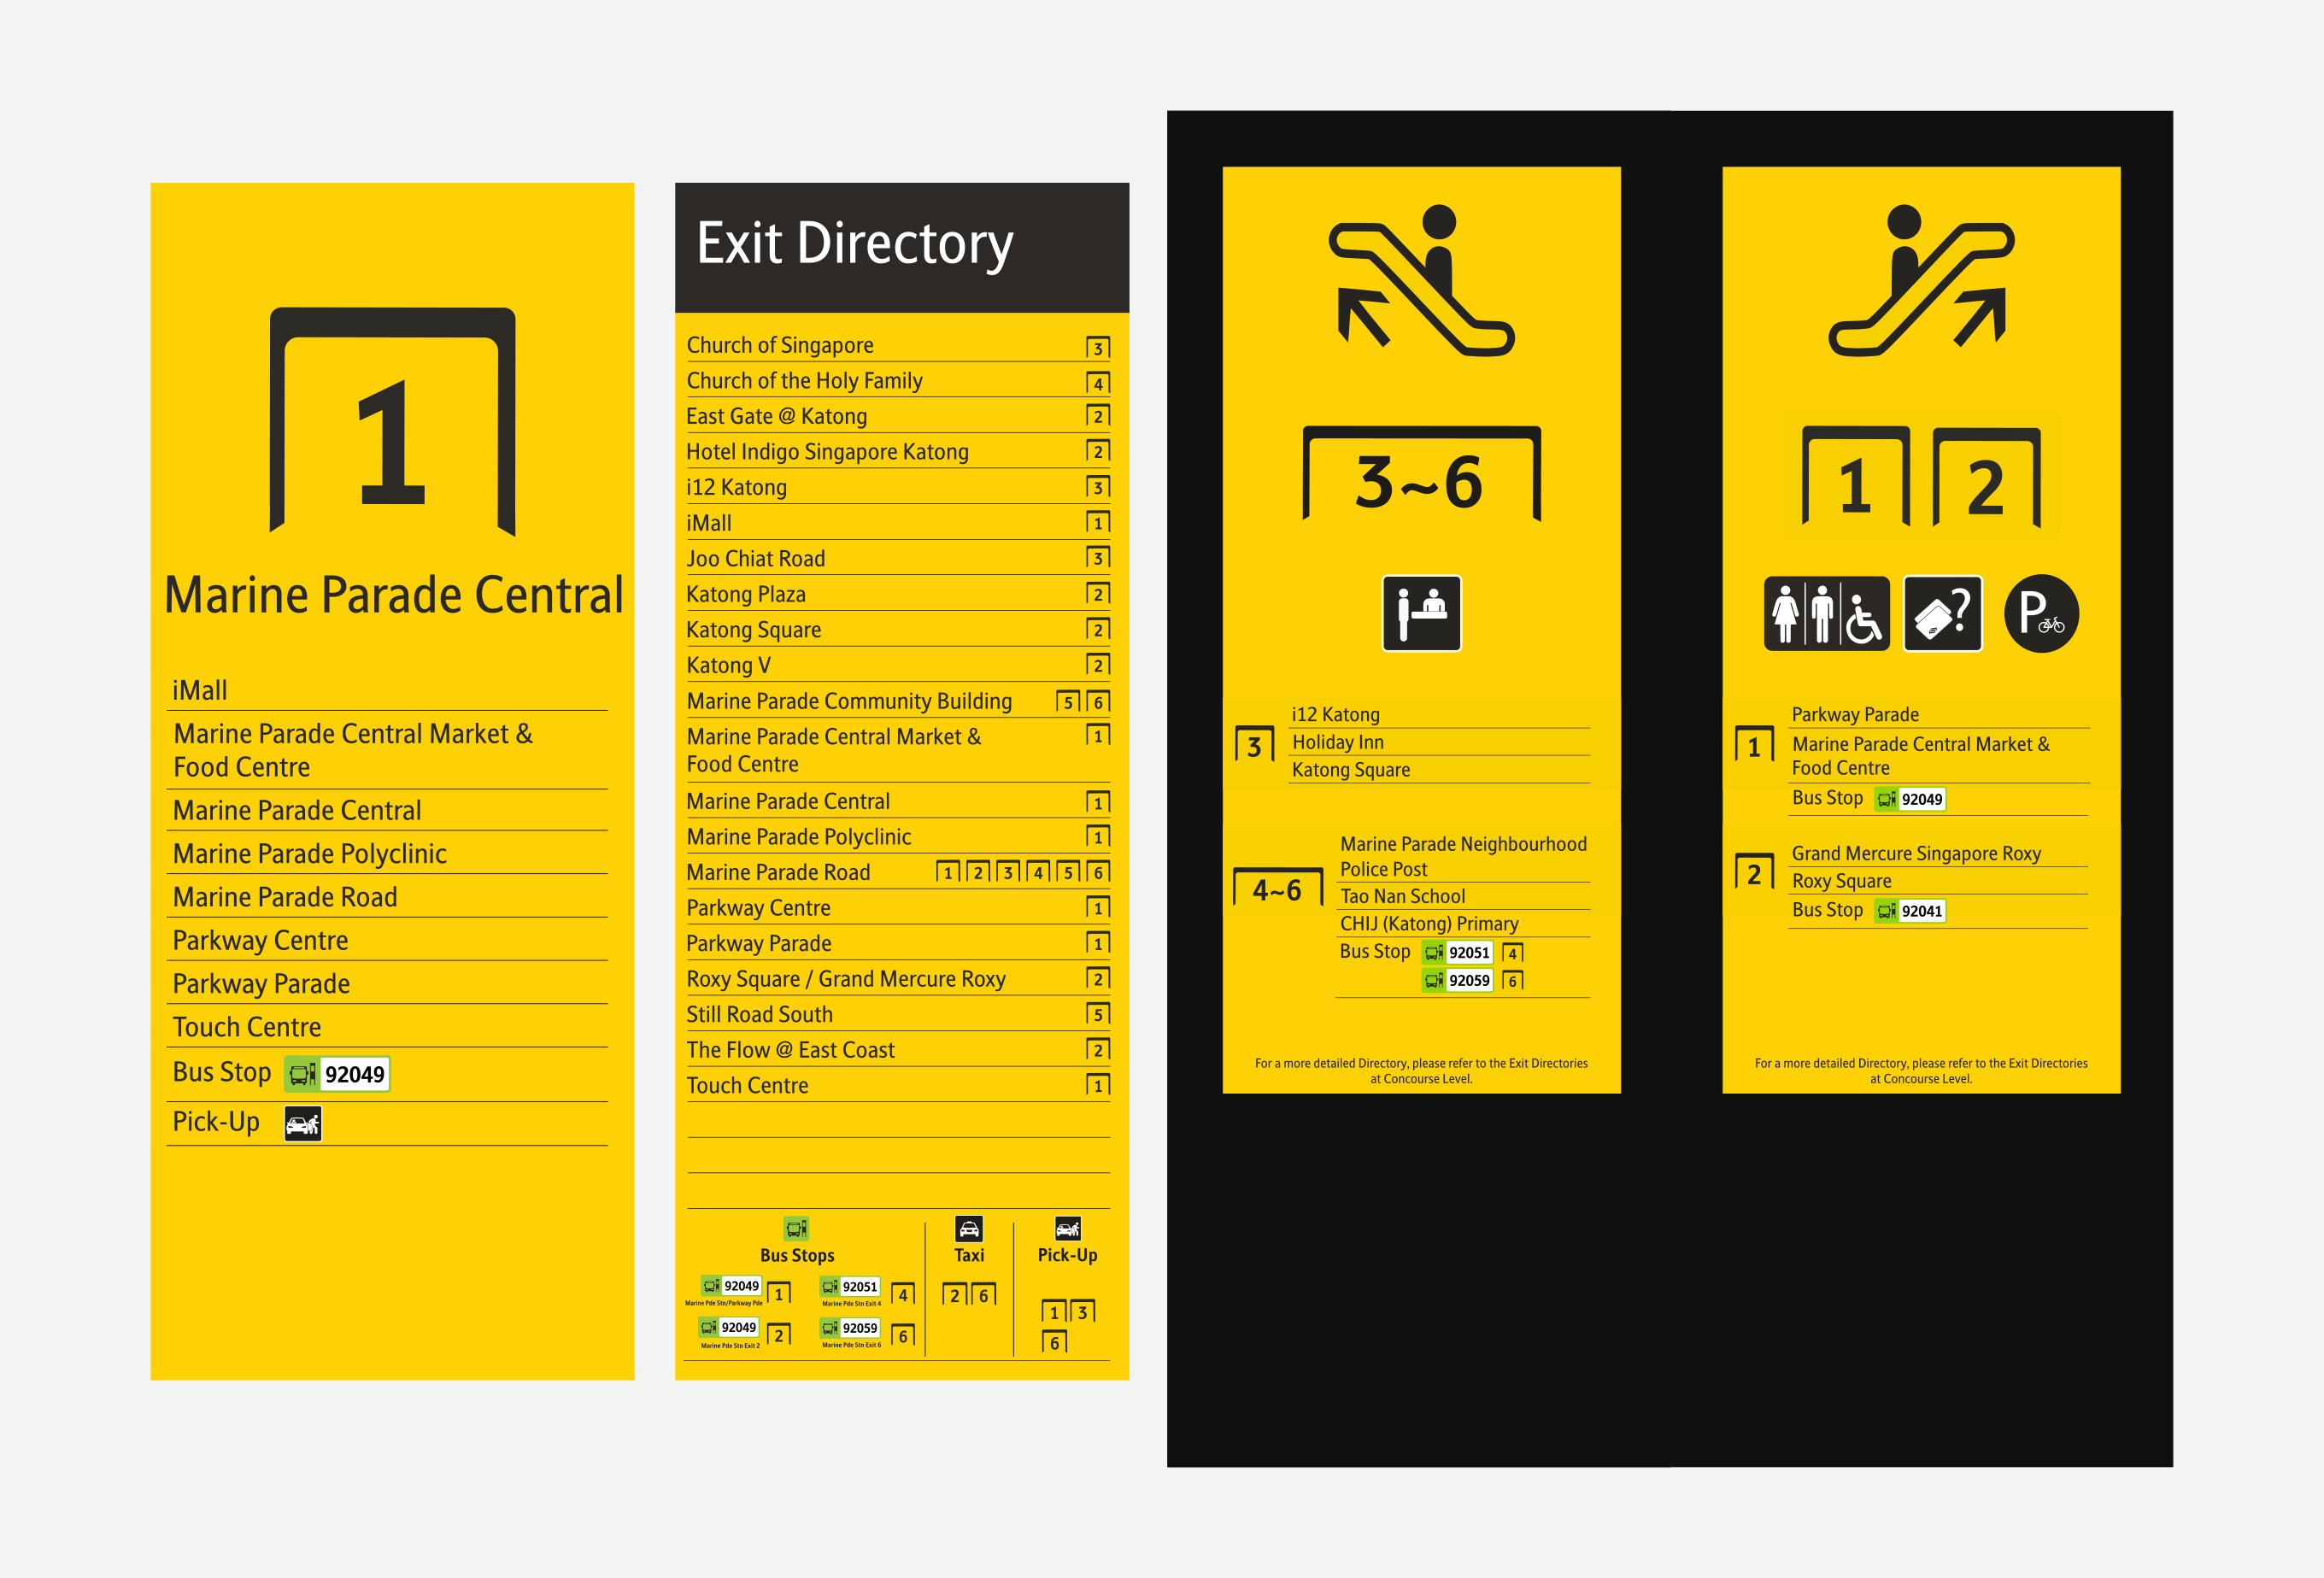 1
Marine Parade Central
iMall
Marine Parade Central Market &
Food Centre
Marine Parade Central
Marine Parade Polyclinic
Marine Parade Road
Parkway Centre
Parkway Parade
Touch Centre
Bus Stop 92049
Pick-Up
Exit Directory
Church of Singapore 3
Church of the Holy Family 4
East Gate @ Katong 2
Hotel Indigo Singapore Katong 2
i12 Katong 3
iMall 1
Joo Chiat Road 3
Katong Plaza 2
Katong Square 2
Katong V 2
Marine Parade Community Building 5 6
Marine Parade Central Market & 1
Food Centre
Marine Parade Central 1
Marine Parade Polyclinic 1
Marine Parade Road 1 2 3 4 5 6
Parkway Centre 1
Parkway Parade 1
Roxy Square / Grand Mercure Roxy 2
Still Road South 5
The Flow @ East Coast 2
Touch Centre 1
Bus Stops
92049 1
Marine Pde Stn/Parkway Pde
92051 4
Marine Pde Stn Exit 4
92049 2
Marine Pde Stn Exit 2
92059 6
Marine Pde Stn Exit 6
Taxi
2 6
Pick-Up
1 3
6
3~6
3
i12 Katong
Holiday Inn
Katong Square
4~6
Marine Parade Neighbourhood
Police Post
Tao Nan School
CHIJ (Katong) Primary
Bus Stop 92051 4
92059 6
For a more detailed Directory, please refer to the Exit Directories
at Concourse Level.
1 2
?
P
1
Parkway Parade
Marine Parade Central Market &
Food Centre
Bus Stop 92049
2
Grand Mercure Singapore Roxy
Roxy Square
Bus Stop 92041
For a more detailed Directory, please refer to the Exit Directories
at Concourse Level.